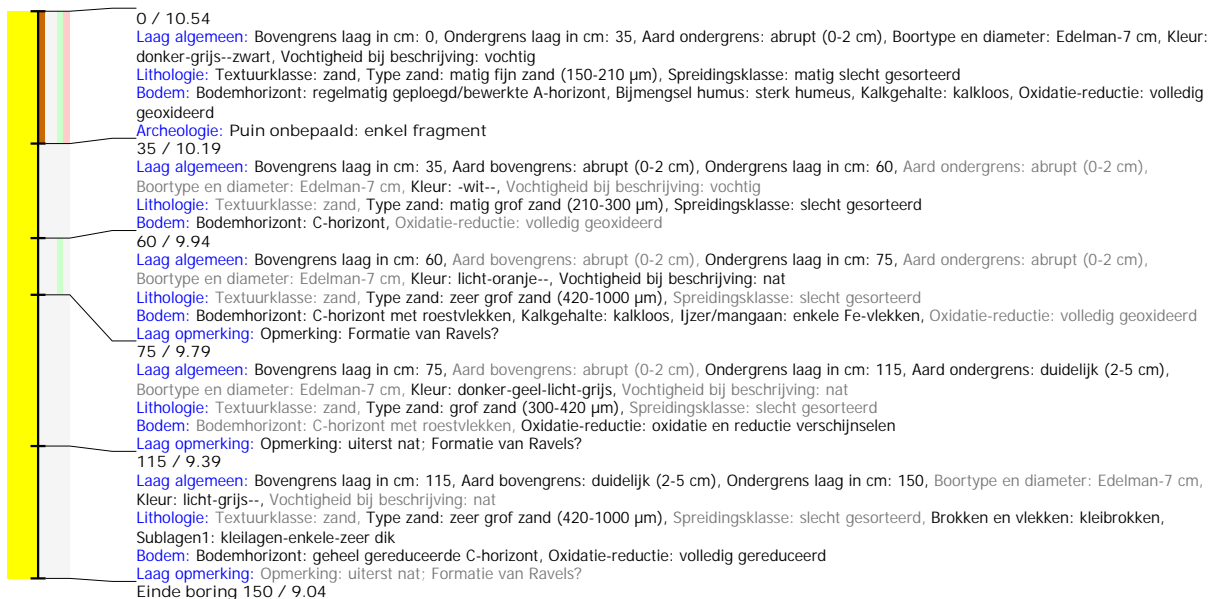 0 / 10.54
Laag algemeen: Bovengrens laag in cm: 0, Ondergrens laag in cm: 35, Aard ondergrens: abrupt (0-2 cm), Boortype en diameter: Edelman-7 cm, Kleur:
donker-grijs--zwart, Vochtigheid bij beschrijving: vochtig
Lithologie: Textuurklasse: zand, Type zand: matig fijn zand (150-210 µm), Spreidingsklasse: matig slecht gesorteerd
Bodem: Bodemhorizont: regelmatig geploegd/bewerkte A-horizont, Bijmengsel humus: sterk humeus, Kalkgehalte: kalkloos, Oxidatie-reductie: volledig
geoxideerd
Archeologie: Puin onbepaald: enkel fragment
35 / 10.19
Laag algemeen: Bovengrens laag in cm: 35, Aard bovengrens: abrupt (0-2 cm), Ondergrens laag in cm: 60, Aard ondergrens: abrupt (0-2 cm),
Boortype en diameter: Edelman-7 cm, Kleur: -wit--, Vochtigheid bij beschrijving: vochtig
Lithologie: Textuurklasse: zand, Type zand: matig grof zand (210-300 µm), Spreidingsklasse: slecht gesorteerd
Bodem: Bodemhorizont: C-horizont, Oxidatie-reductie: volledig geoxideerd
60 / 9.94
Laag algemeen: Bovengrens laag in cm: 60, Aard bovengrens: abrupt (0-2 cm), Ondergrens laag in cm: 75, Aard ondergrens: abrupt (0-2 cm),
Boortype en diameter: Edelman-7 cm, Kleur: licht-oranje--, Vochtigheid bij beschrijving: nat
Lithologie: Textuurklasse: zand, Type zand: zeer grof zand (420-1000 µm), Spreidingsklasse: slecht gesorteerd
Bodem: Bodemhorizont: C-horizont met roestvlekken, Kalkgehalte: kalkloos, Ijzer/mangaan: enkele Fe-vlekken, Oxidatie-reductie: volledig geoxideerd
Laag opmerking: Opmerking: Formatie van Ravels?
75 / 9.79
Laag algemeen: Bovengrens laag in cm: 75, Aard bovengrens: abrupt (0-2 cm), Ondergrens laag in cm: 115, Aard ondergrens: duidelijk (2-5 cm),
Boortype en diameter: Edelman-7 cm, Kleur: donker-geel-licht-grijs, Vochtigheid bij beschrijving: nat
Lithologie: Textuurklasse: zand, Type zand: grof zand (300-420 µm), Spreidingsklasse: slecht gesorteerd
Bodem: Bodemhorizont: C-horizont met roestvlekken, Oxidatie-reductie: oxidatie en reductie verschijnselen
Laag opmerking: Opmerking: uiterst nat; Formatie van Ravels?
115 / 9.39
Laag algemeen: Bovengrens laag in cm: 115, Aard bovengrens: duidelijk (2-5 cm), Ondergrens laag in cm: 150, Boortype en diameter: Edelman-7 cm,
Kleur: licht-grijs--, Vochtigheid bij beschrijving: nat
Lithologie: Textuurklasse: zand, Type zand: zeer grof zand (420-1000 µm), Spreidingsklasse: slecht gesorteerd, Brokken en vlekken: kleibrokken,
Sublagen1: kleilagen-enkele-zeer dik
Bodem: Bodemhorizont: geheel gereduceerde C-horizont, Oxidatie-reductie: volledig gereduceerd
Laag opmerking: Opmerking: uiterst nat; Formatie van Ravels?
Einde boring 150 / 9.04